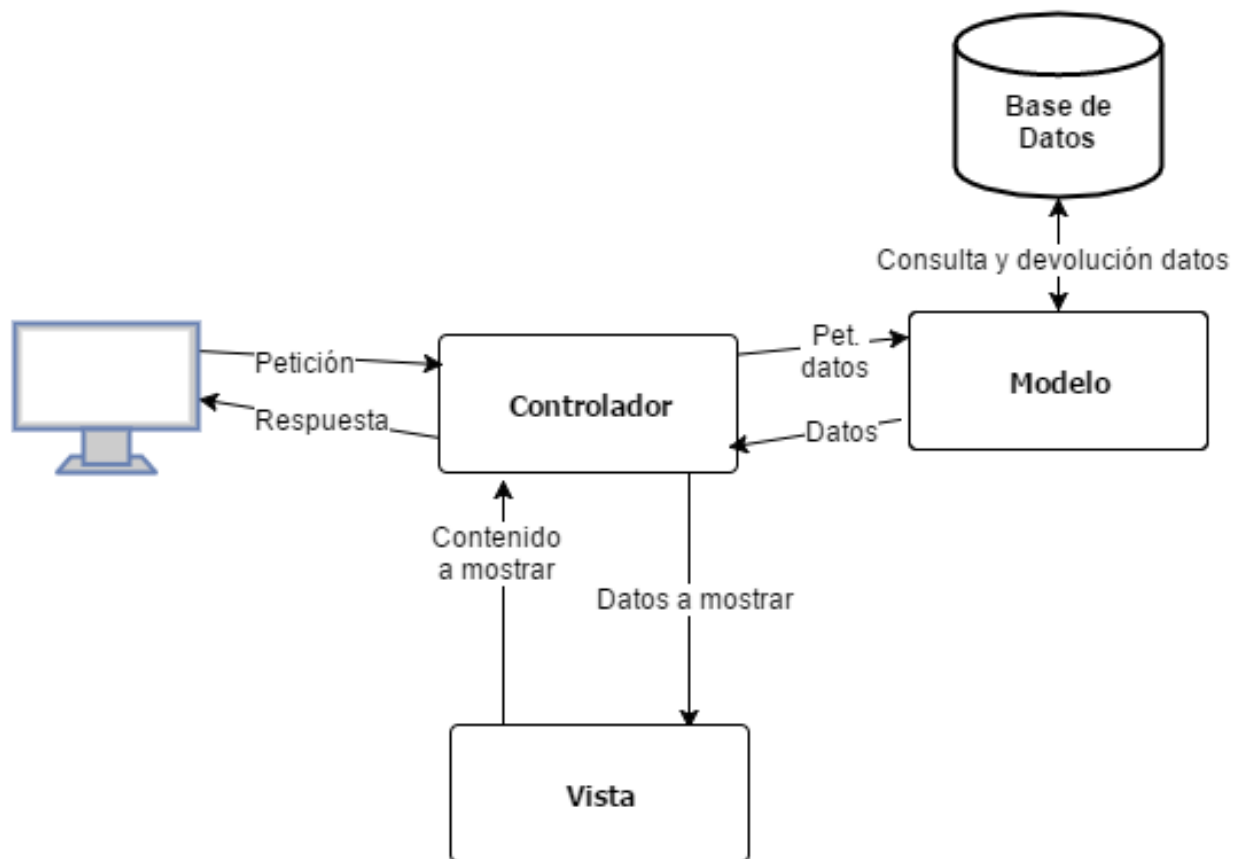 Base de
Datos
Consulta y devolución datos
Petición
Pet.
datos
Modelo
Controlador
Respuesta
Datos
Contenido
a mostrar
Datos a mostrar
Vista